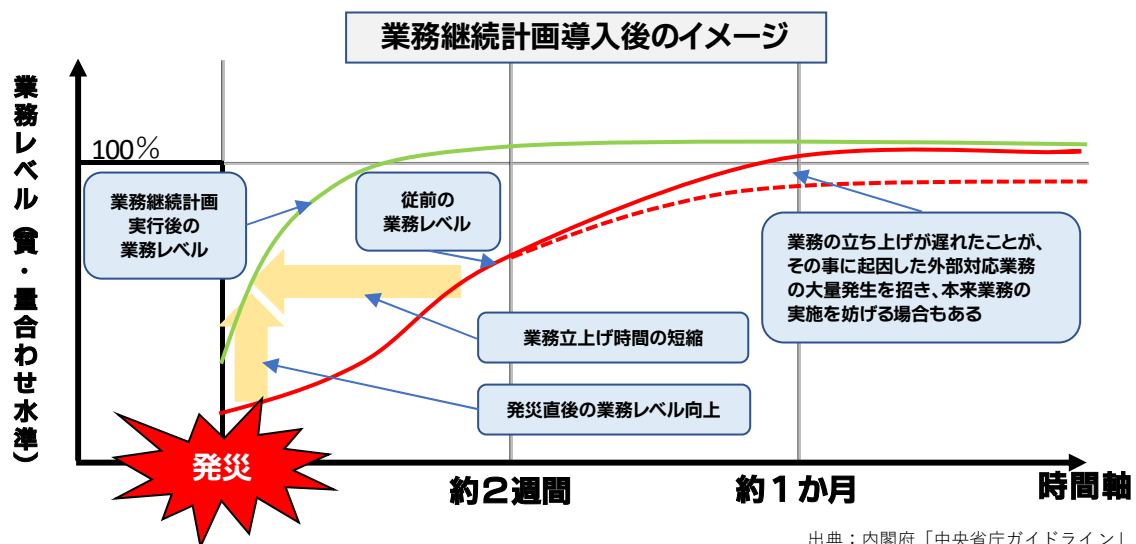 業務継続計画導入後のイメージ
業務レベル（質・量合わせ水準）
100％
業務継続計画
実行後の
業務レベル
従前の
業務レベル
業務の立ち上げが遅れたことが、
その事に起因した外部対応業務
の大量発生を招き、本来業務の
実施を妨げる場合もある
業務立上げ時間の短縮
発災直後の業務レベル向上
発災
約２週間
約１か月
時間軸
出典：内閣府「中央省庁ガイドライン」